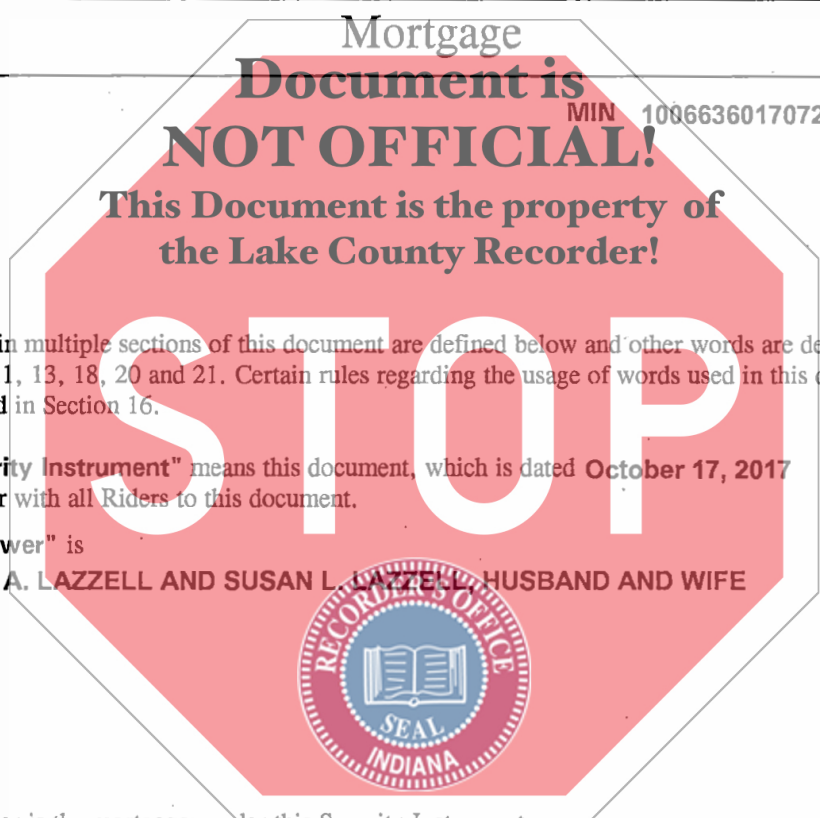 Mortgage
Document is
MIN 1006636017072
NOT OFFICIAL!
This Document is the property of
the Lake County Recorder!
in multiple sections of this document are defined below and other words are de
1, 13, 18, 20 and 21. Certain rules regarding the usage of words used in this
in Section 16.
rity Instrument" means this document, which is dated October 17, 2017
r with all Riders to this document.
STOP
wer" is
A. LAZZELL AND SUSAN L. LAZZELL, HUSBAND AND WIFE
RECORDER'S OFFICE
SEAL
INDIANA